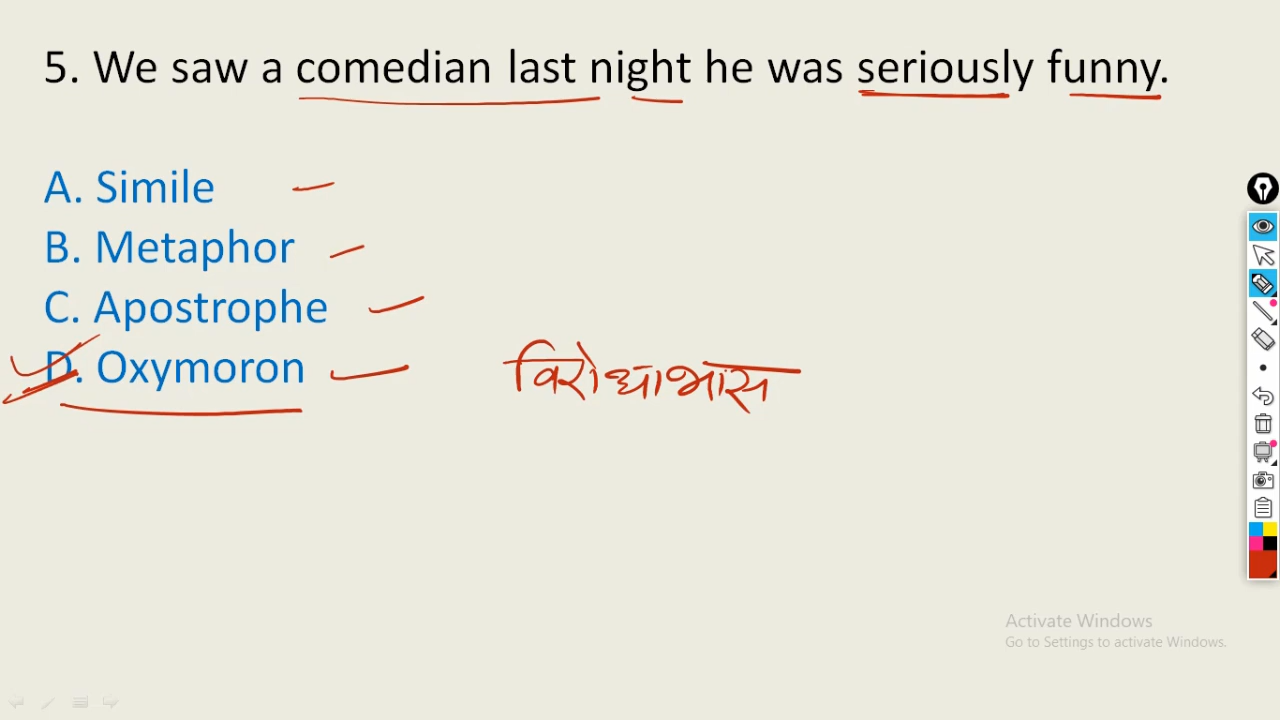 5. We saw a comedian last night he was seriously funny.
A. Simile
B. Metaphor
C. Apostrophe
D. Oxymoron
विरोधाभास
Activate Windows
Go to Settings to activate Windows.